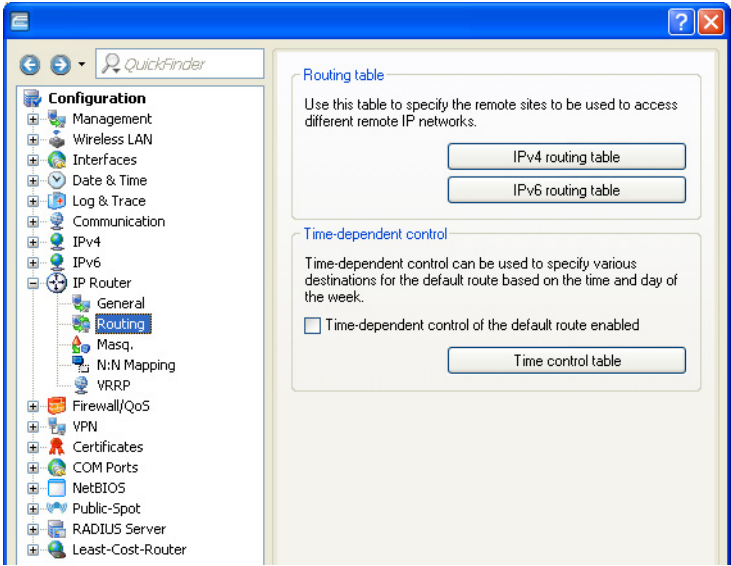 QuickFinder
Configuration
Management
Wireless LAN
Interfaces
Date & Time
Log & Trace
Communication
IPv4
IPv6
IP Router
General
Routing
Masq.
N:N Mapping
VRRP
Firewall/QoS
VPN
Certificates
COM Ports
NetBIOS
Public-Spot
RADIUS Server
Least-Cost-Router
Routing table
Use this table to specify the remote sites to be used to access
different remote IP networks.
IPv4 routing table
IPv6 routing table
Time-dependent control
Time-dependent control can be used to specify various
destinations for the default route based on the time and day of
the week.
Time-dependent control of the default route enabled
Time control table